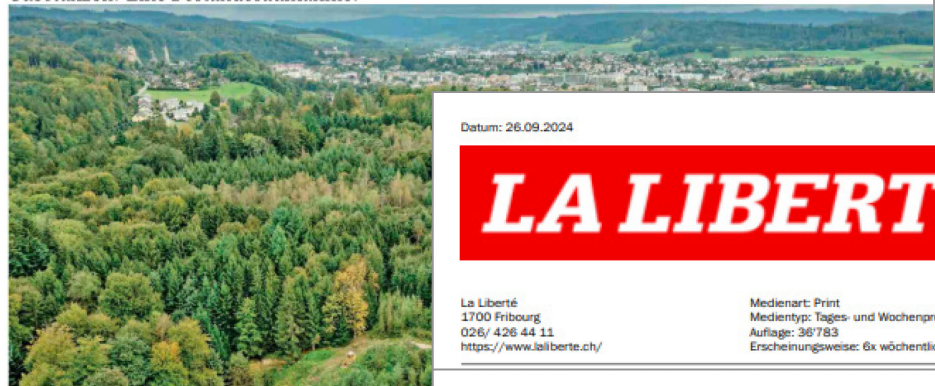 Datum: 26.09.2024
LA LIBERT
La Liberté
1700 Fribourg
026/ 426 44 11
https://www.laliberte.ch/
Medienart: Print
Medientyp: Tages- und Wochenpre
Auflage: 36'783
Erscheinungsweise: 6x wöchentlic